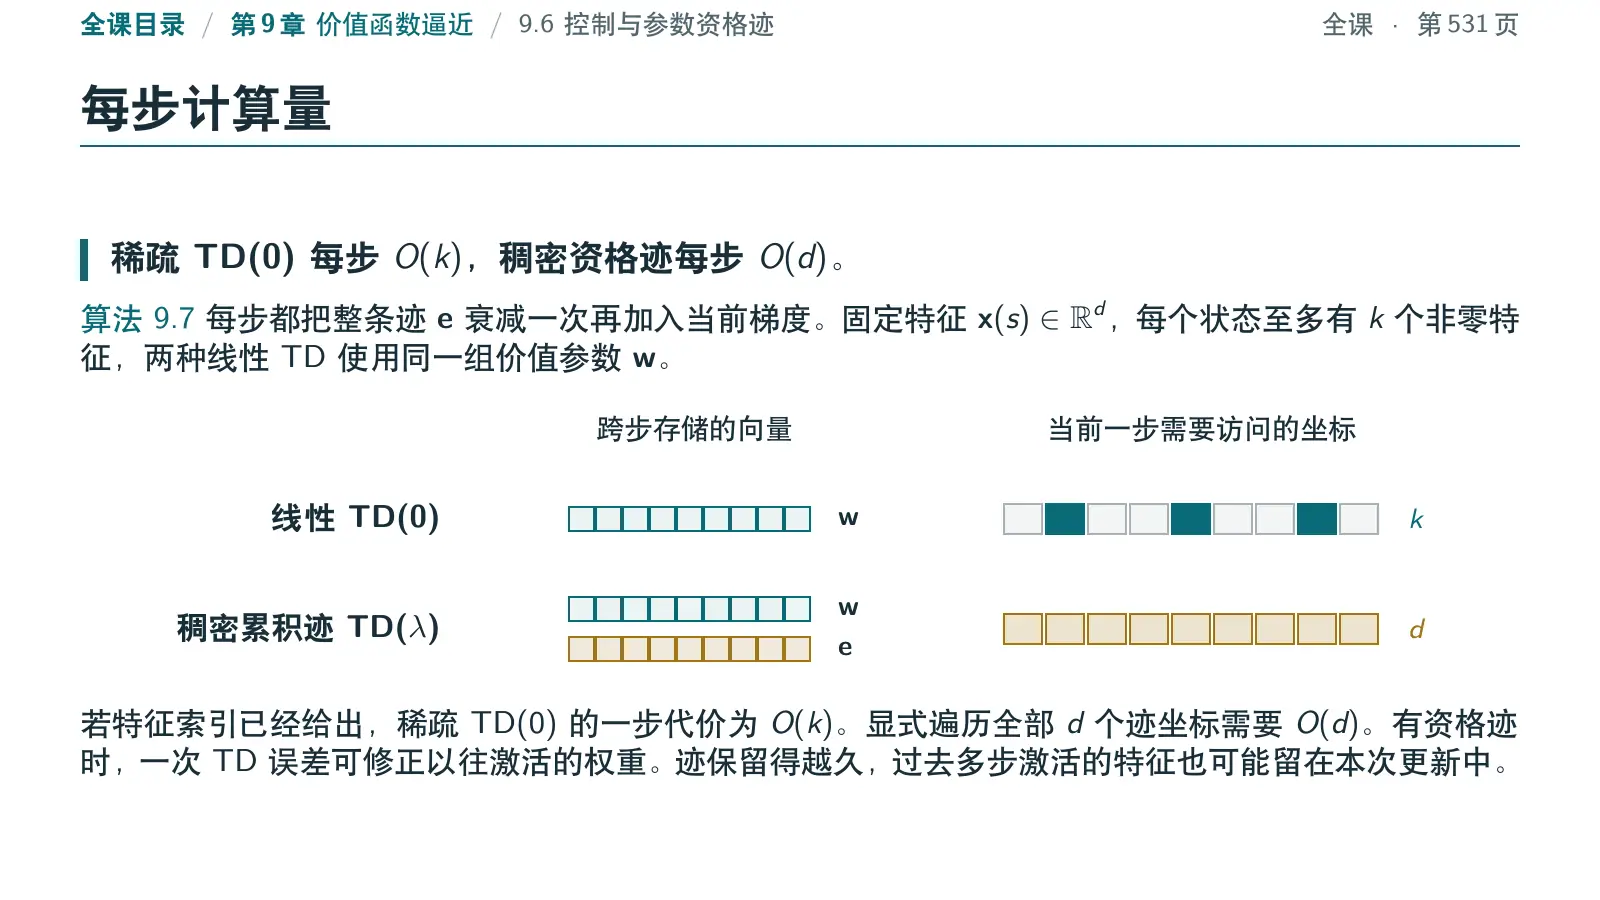 全课目录 / 第 9 章 价值函数逼近 / 9.6 控制与参数资格迹
全课 · 第 531 页
每步计算量
稀疏 TD(0) 每步 O(k)，稠密资格迹每步 O(d)。
算法 9.7 每步都把整条迹 e 衰减一次再加入当前梯度。固定特征 x(s) ∈ ℝ^d，每个状态至多有 k 个非零特
征，两种线性 TD 使用同一组价值参数 w。
跨步存储的向量
当前一步需要访问的坐标
线性 TD(0)
w
k
稠密累积迹 TD(λ)
w
e
d
若特征索引已经给出，稀疏 TD(0) 的一步代价为 O(k)。显式遍历全部 d 个迹坐标需要 O(d)。有资格迹
时，一次 TD 误差可修正以往激活的权重。迹保留得越久，过去多步激活的特征也可能留在本次更新中。